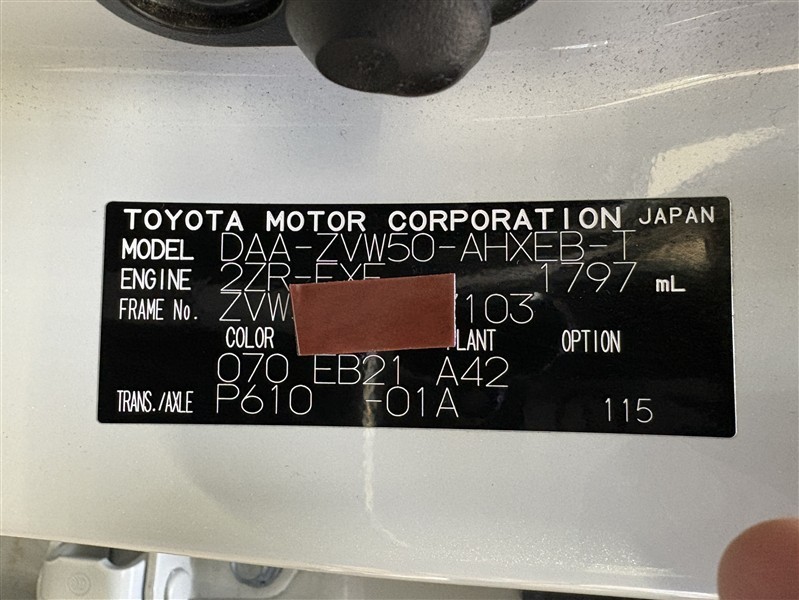 TOYOTA MOTOR CORPORATION JAPAN
MODEL DAA-ZVW50-AHXEB-T
ENGINE 2ZR-FXE 1797 mL
FRAME No. ZVW 7103
COLOR PLANT OPTION
070 EB21 A42
TRANS./AXLE P610 -01A 115